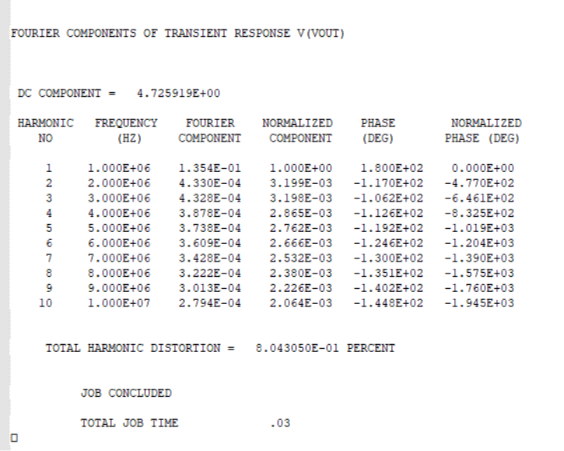 FOURIER COMPONENTS OF TRANSIENT RESPONSE V(VOUT)
DC COMPONENT = 4.725919E+00
HARMONIC FREQUENCY FOURIER NORMALIZED PHASE NORMALIZED
NO (HZ) COMPONENT COMPONENT (DEG) PHASE (DEG)
1 1.000E+06 1.354E-01 1.000E+00 1.800E+02 0.000E+00
2 2.000E+06 4.330E-04 3.199E-03 -1.170E+02 -4.770E+02
3 3.000E+06 4.328E-04 3.198E-03 -1.062E+02 -6.461E+02
4 4.000E+06 3.878E-04 2.865E-03 -1.126E+02 -8.325E+02
5 5.000E+06 3.738E-04 2.762E-03 -1.192E+02 -1.019E+03
6 6.000E+06 3.609E-04 2.666E-03 -1.246E+02 -1.204E+03
7 7.000E+06 3.428E-04 2.532E-03 -1.300E+02 -1.390E+03
8 8.000E+06 3.222E-04 2.380E-03 -1.351E+02 -1.575E+03
9 9.000E+06 3.013E-04 2.226E-03 -1.402E+02 -1.760E+03
10 1.000E+07 2.794E-04 2.064E-03 -1.448E+02 -1.945E+03
TOTAL HARMONIC DISTORTION = 8.043050E-01 PERCENT
JOB CONCLUDED
TOTAL JOB TIME .03